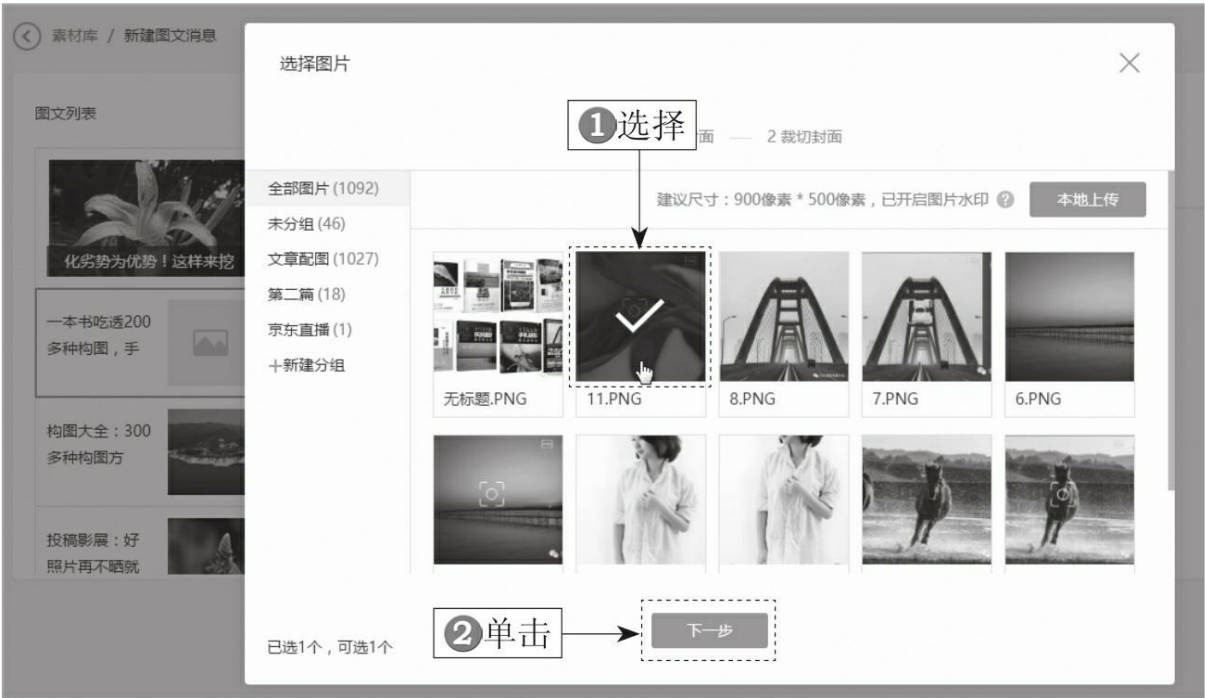 素材库 / 新建图文消息
选择图片
图文列表
1选择
面 — 2 裁切封面
全部图片 (1092)
建议尺寸：900像素 * 500像素，已开启图片水印 ?
本地上传
未分组 (46)
文章配图 (1027)
第二篇 (18)
京东直播 (1)
+新建分组
化劣势为优势！这样来挖
一本书吃透200
多种构图，手
无标题.PNG
11.PNG
8.PNG
7.PNG
6.PNG
构图大全：300
多种构图方
投稿影展：好
照片再不晒就
2单击
下一步
已选1个，可选1个